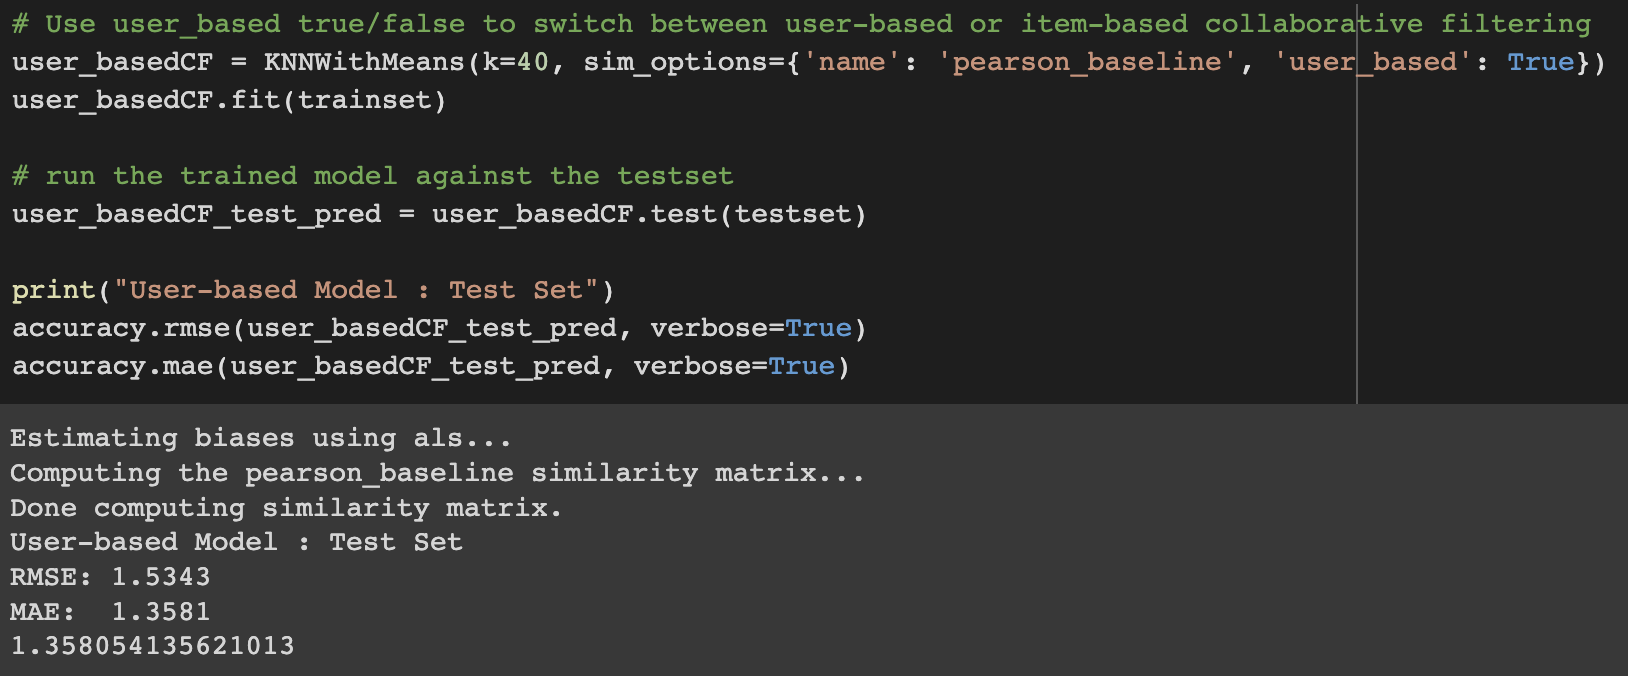 # Use user_based true/false to switch between user-based or item-based collaborative filtering
user_basedCF = KNNWithMeans(k=40, sim_options={'name': 'pearson_baseline', 'user_based': True})
user_basedCF.fit(trainset)
# run the trained model against the testset
user_basedCF_test_pred = user_basedCF.test(testset)
print("User-based Model : Test Set")
accuracy.rmse(user_basedCF_test_pred, verbose=True)
accuracy.mae(user_basedCF_test_pred, verbose=True)
Estimating biases using als...
Computing the pearson_baseline similarity matrix...
Done computing similarity matrix.
User-based Model : Test Set
RMSE: 1.5343
MAE:  1.3581
1.358054135621013